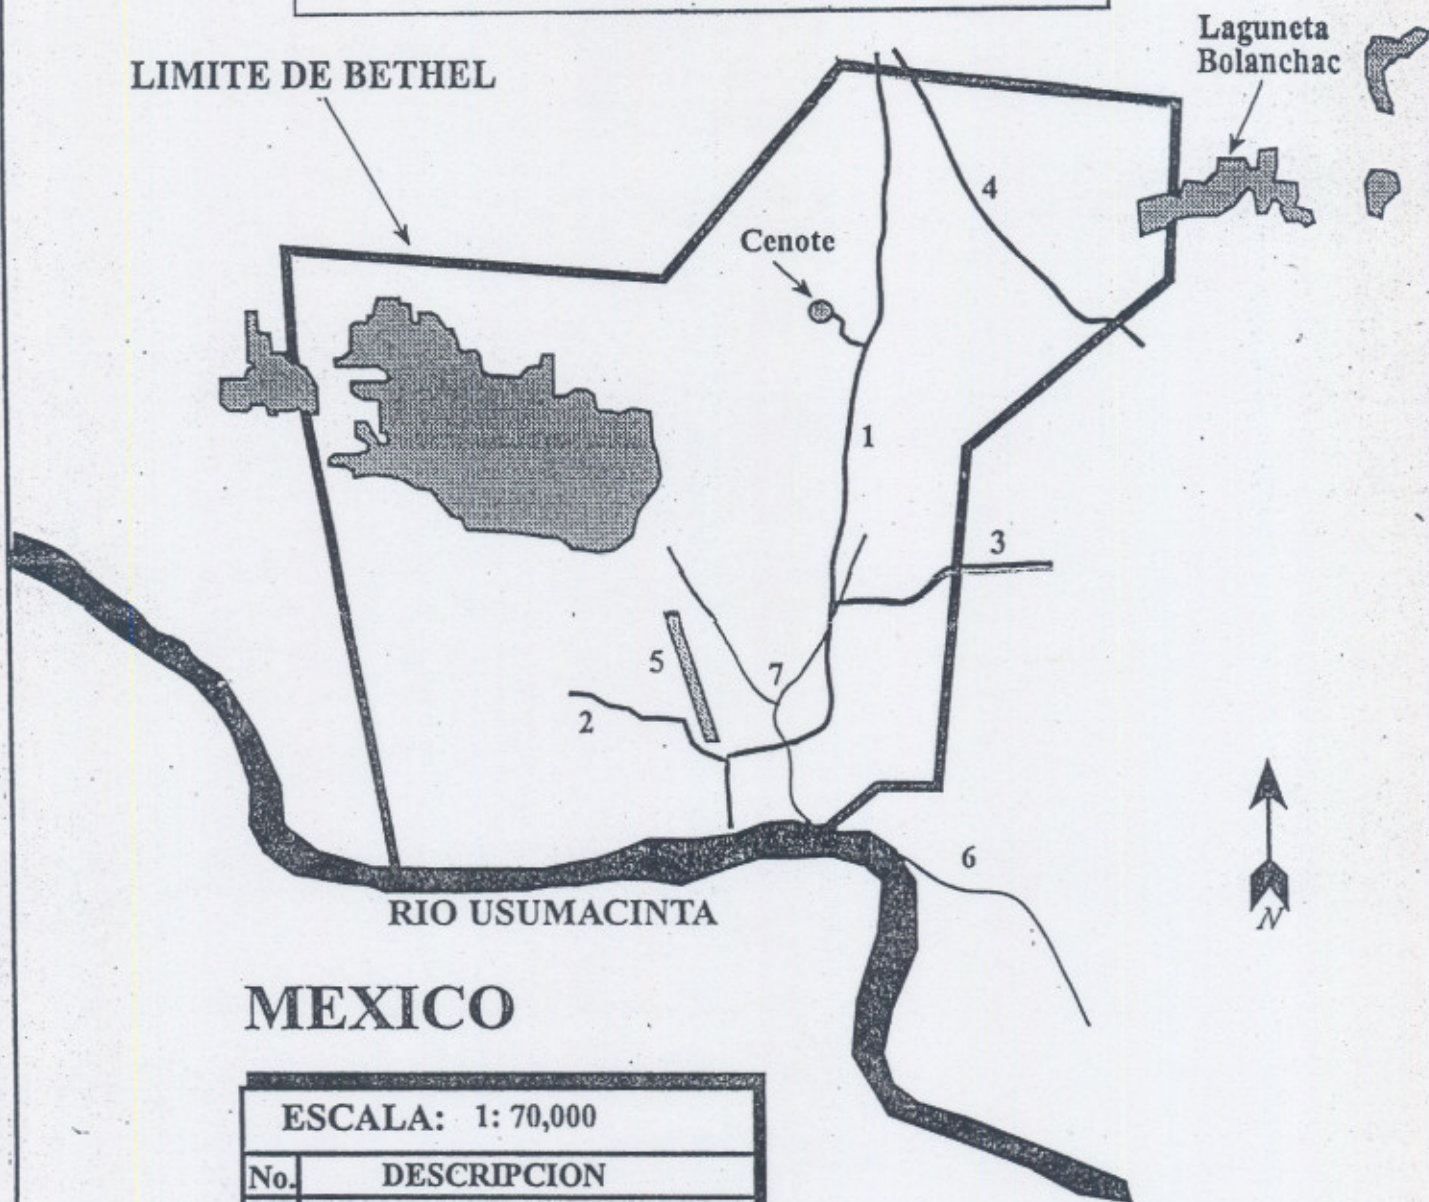 Laguneta
Bolanchac
LIMITE DE BETHEL
4
Cenote
1
3
5
7
2
6
RIO USUMACINTA
N
MEXICO
ESCALA: 1: 70,000
No. DESCRIPCION